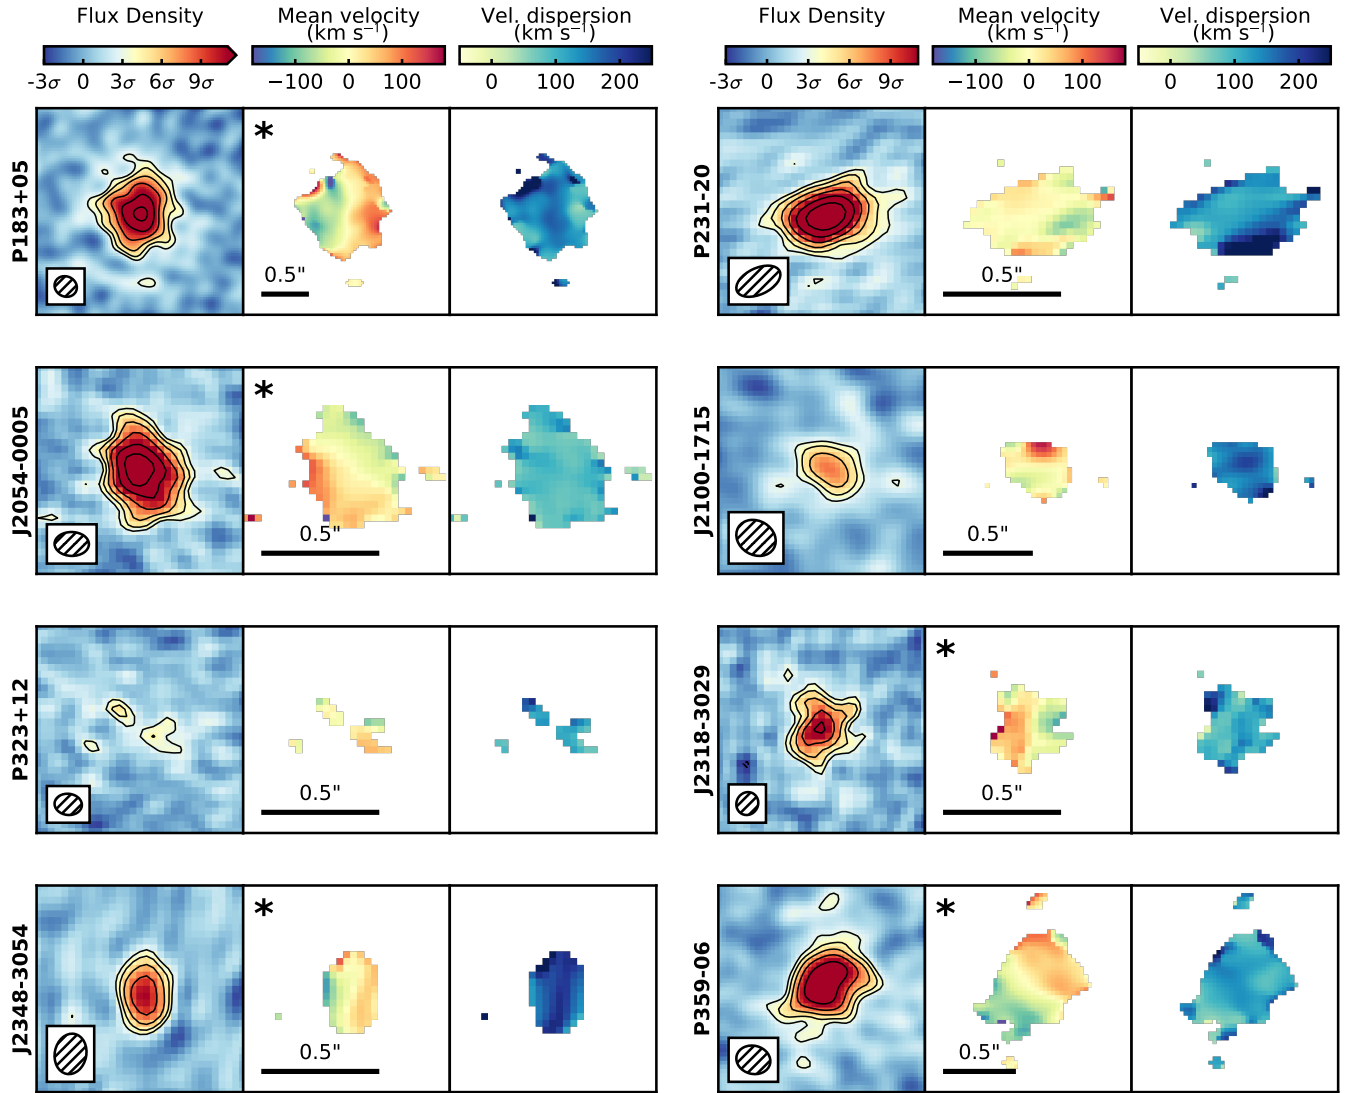 Flux Density Mean velocity (km s⁻¹) Vel. dispersion (km s⁻¹) Flux Density Mean velocity (km s⁻¹) Vel. dispersion (km s⁻¹)
-3σ 0 3σ 6σ 9σ −100 0 100 0 100 200 -3σ 0 3σ 6σ 9σ −100 0 100 0 100 200
P183+05 * 0.5" P231-20 0.5"
J2054-0005 * 0.5" J2100-1715 0.5"
P323+12 0.5" J2318-3029 * 0.5"
J2348-3054 * 0.5" P359-06 * 0.5"